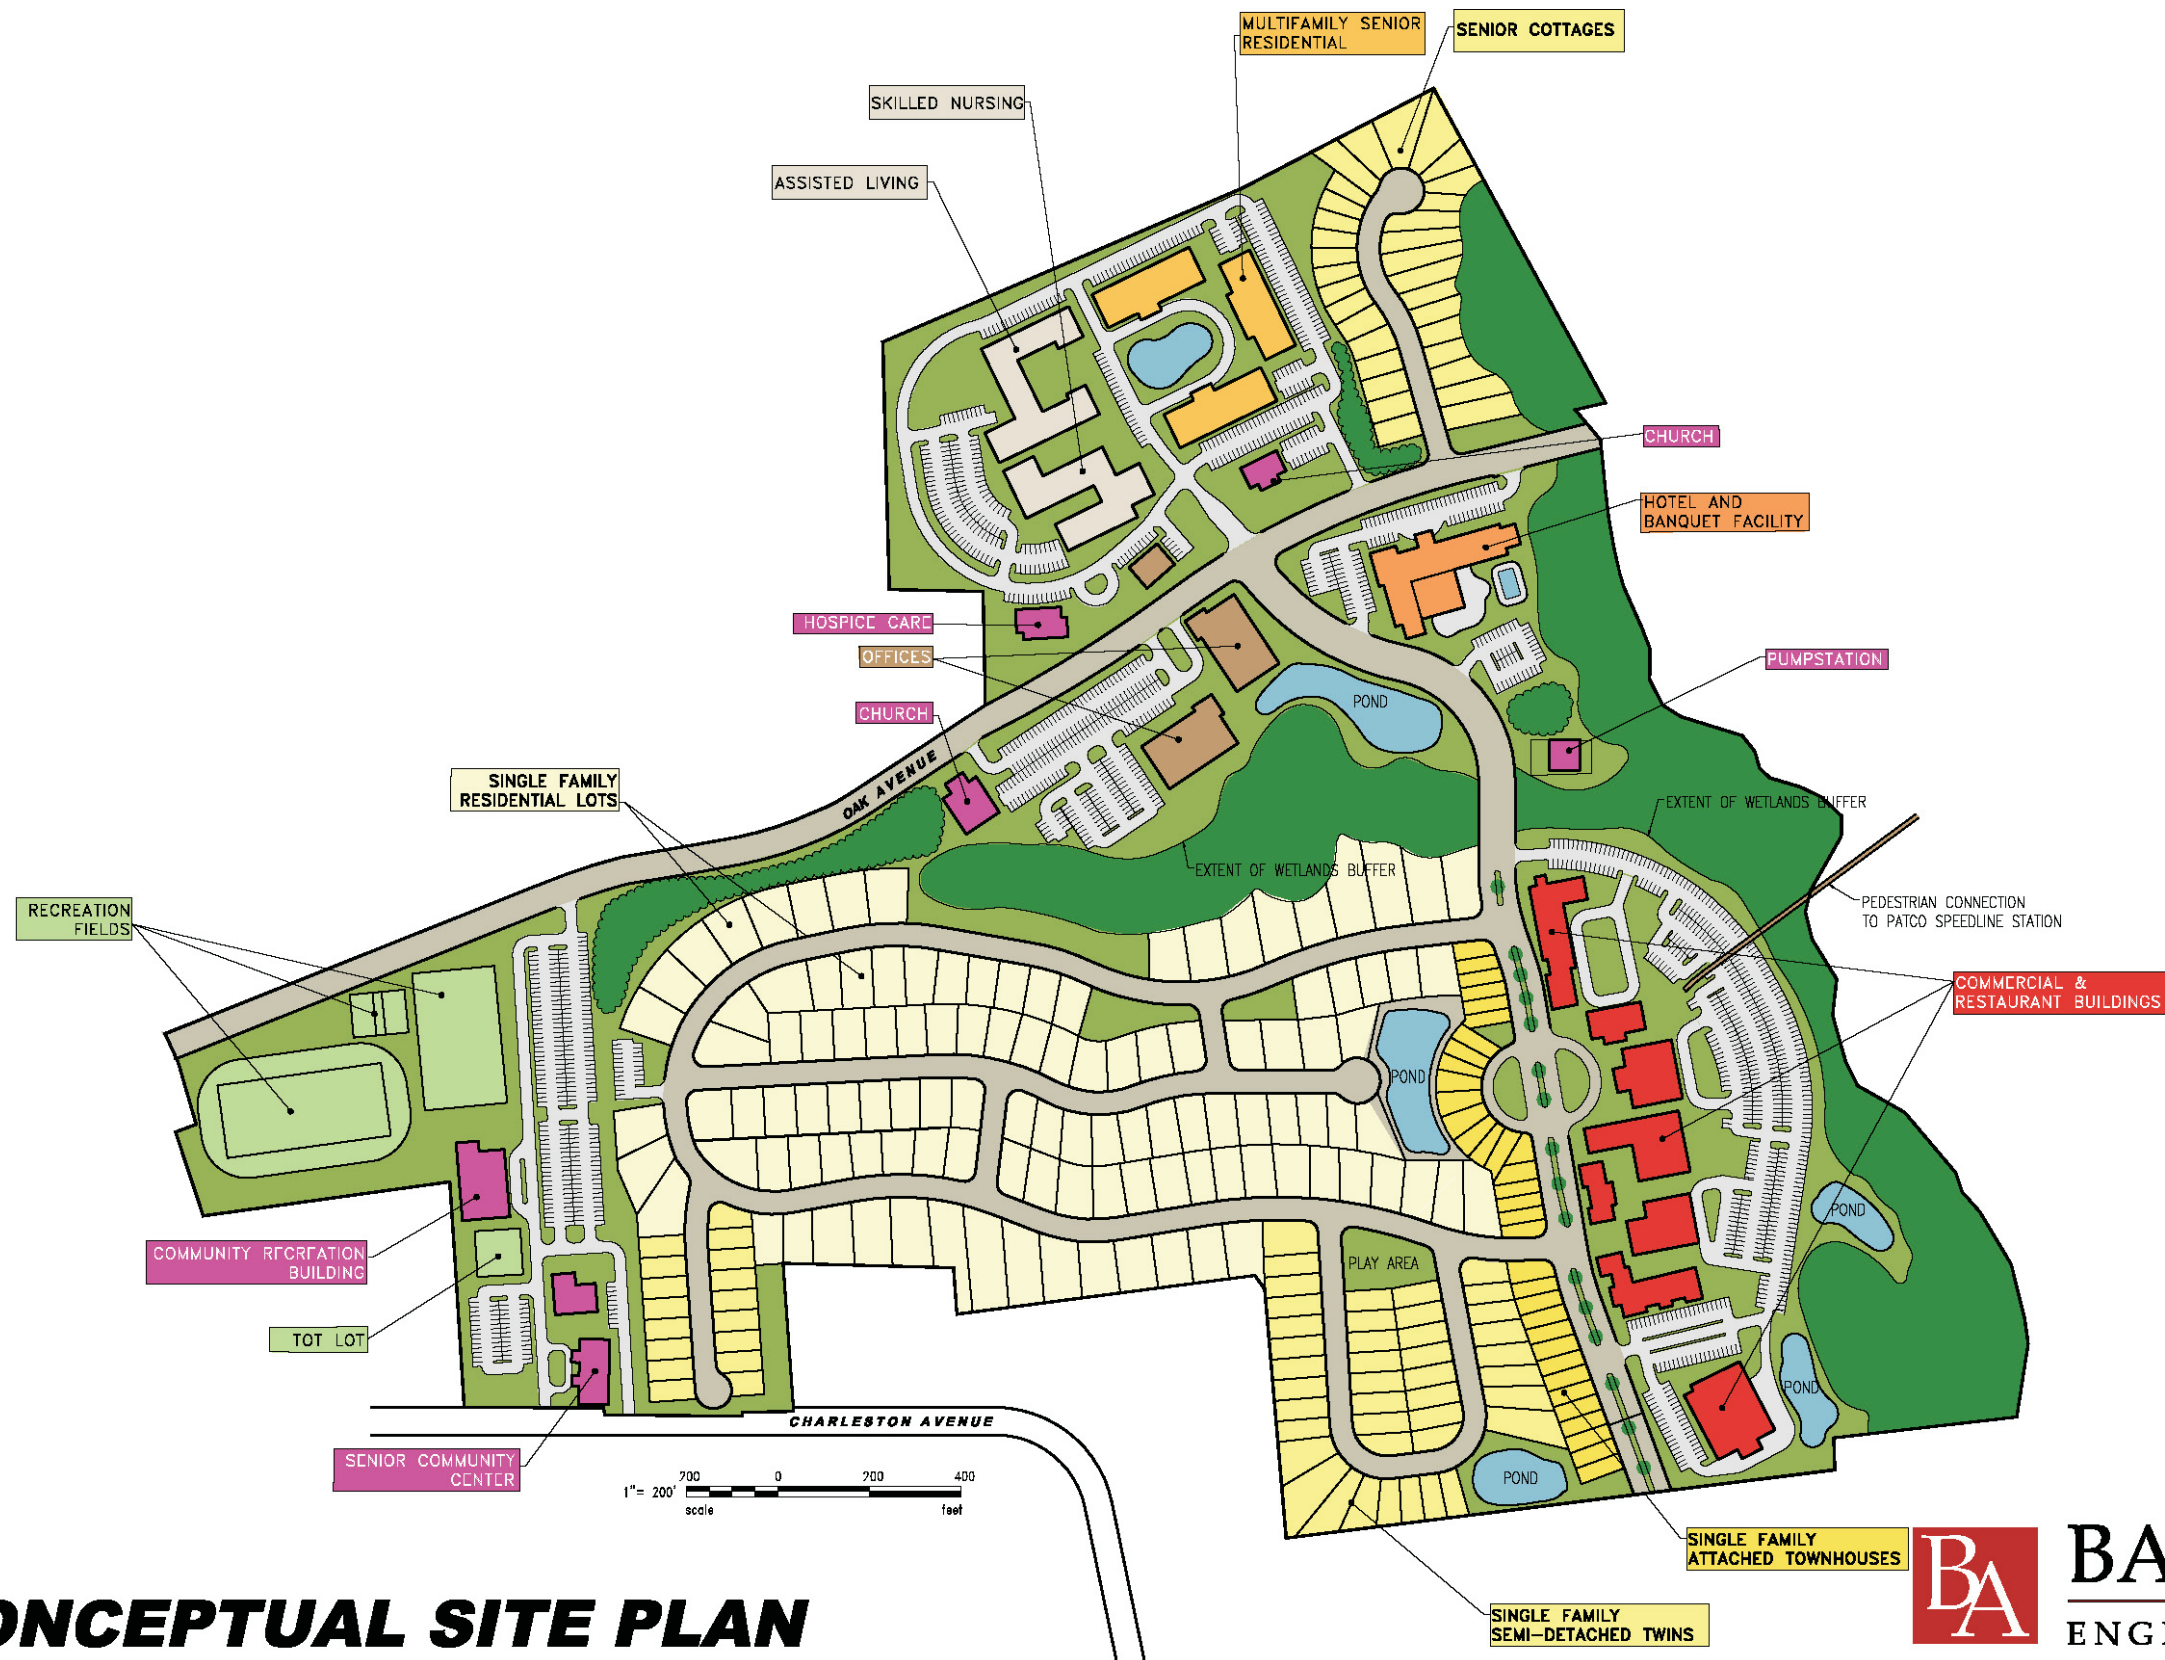 MULTIFAMILY SENIOR
RESIDENTIAL
SENIOR COTTAGES
SKILLED NURSING
ASSISTED LIVING
CHURCH
HOTEL AND
BANQUET FACILITY
HOSPICE CARE
OFFICES
PUMPSTATION
CHURCH
POND
OAK AVENUE
SINGLE FAMILY
RESIDENTIAL LOTS
EXTENT OF WETLANDS BUFFER
EXTENT OF WETLANDS BUFFER
RECREATION
FIELDS
PEDESTRIAN CONNECTION
TO PATCO SPEEDLINE STATION
COMMERCIAL &
RESTAURANT BUILDINGS
POND
POND
COMMUNITY RECREATION
BUILDING
PLAY AREA
TOT LOT
POND
CHARLESTON AVENUE
SENIOR COMMUNITY
CENTER
POND
200 0 200 400
1"= 200'
scale feet
SINGLE FAMILY
ATTACHED TOWNHOUSES
SINGLE FAMILY
SEMI-DETACHED TWINS
ONCEPTUAL SITE PLAN
BA
BA
ENG